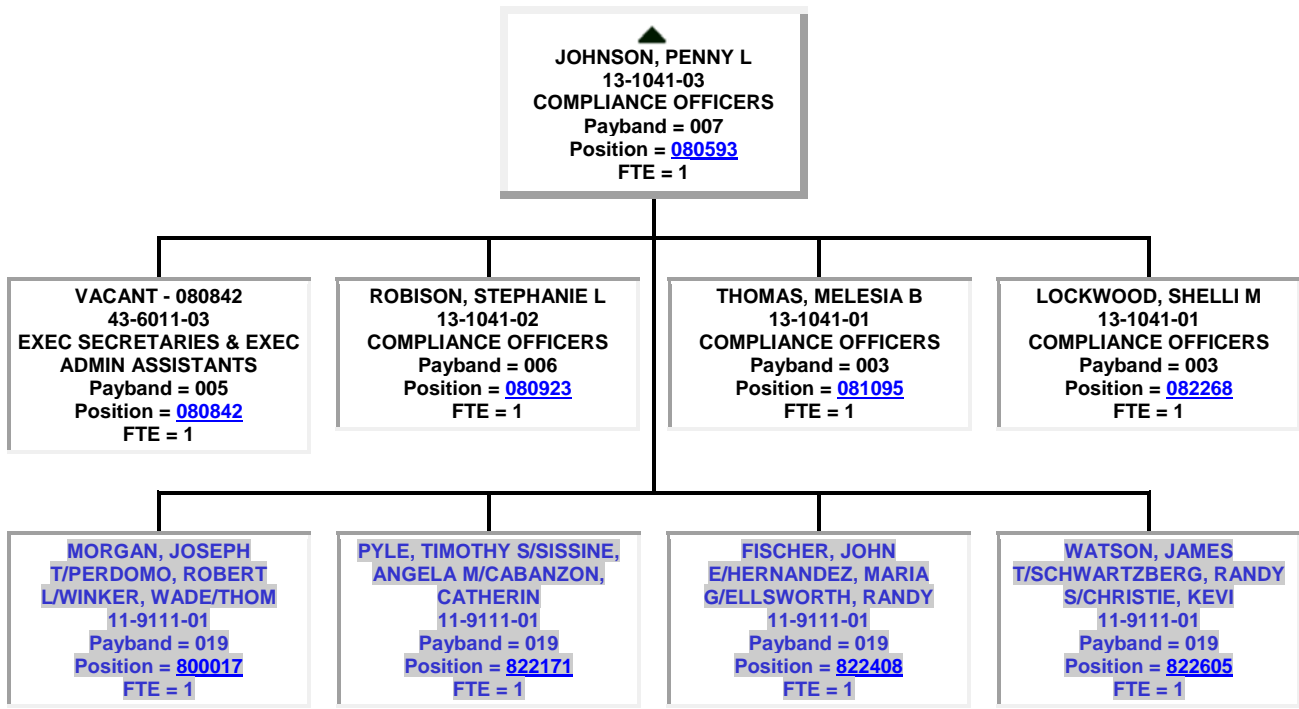 JOHNSON, PENNY L
13-1041-03
COMPLIANCE OFFICERS
Payband = 007
Position = 080593
FTE = 1
VACANT - 080842
43-6011-03
EXEC SECRETARIES & EXEC
ADMIN ASSISTANTS
Payband = 005
Position = 080842
FTE = 1
ROBISON, STEPHANIE L
13-1041-02
COMPLIANCE OFFICERS
Payband = 006
Position = 080923
FTE = 1
THOMAS, MELESIA B
13-1041-01
COMPLIANCE OFFICERS
Payband = 003
Position = 081095
FTE = 1
LOCKWOOD, SHELLI M
13-1041-01
COMPLIANCE OFFICERS
Payband = 003
Position = 082268
FTE = 1
MORGAN, JOSEPH
T/PERDOMO, ROBERT
L/WINKER, WADE/THOM
11-9111-01
Payband = 019
Position = 800017
FTE = 1
PYLE, TIMOTHY S/SISSINE,
ANGELA M/CABANZON,
CATHERIN
11-9111-01
Payband = 019
Position = 822171
FTE = 1
FISCHER, JOHN
E/HERNANDEZ, MARIA
G/ELLSWORTH, RANDY
11-9111-01
Payband = 019
Position = 822408
FTE = 1
WATSON, JAMES
T/SCHWARTZBERG, RANDY
S/CHRISTIE, KEVI
11-9111-01
Payband = 019
Position = 822605
FTE = 1